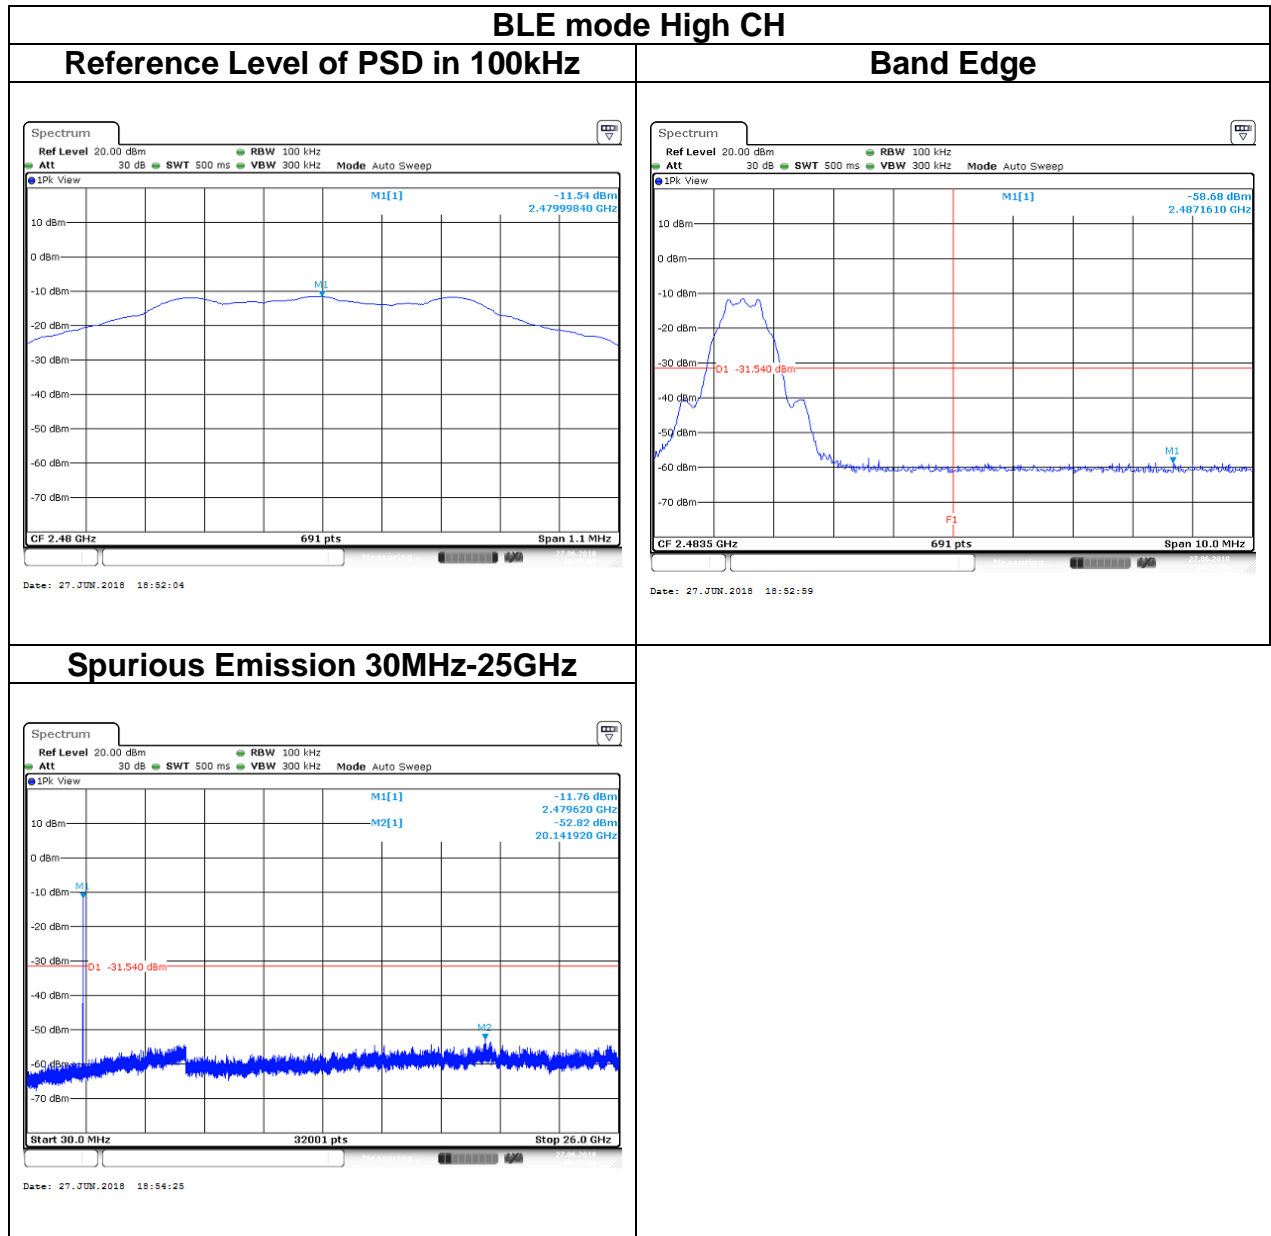 BLE mode High CH
Reference Level of PSD in 100kHz
Band Edge
Spectrum
Ref Level 20.00 dBm RBW 100 kHz
Att 30 dB SWT 500 ms VBW 300 kHz Mode Auto Sweep
1Pk View
M1[1] -11.54 dBm
2.47999840 GHz
10 dBm
0 dBm
M1
-10 dBm
-20 dBm
-30 dBm
-40 dBm
-50 dBm
-60 dBm
-70 dBm
CF 2.48 GHz 691 pts Span 1.1 MHz
Date: 27.JUN.2018 18:52:04
Spectrum
Ref Level 20.00 dBm RBW 100 kHz
Att 30 dB SWT 500 ms VBW 300 kHz Mode Auto Sweep
1Pk View
M1[1] -58.68 dBm
2.4871610 GHz
10 dBm
0 dBm
-10 dBm
-20 dBm
-30 dBm
D1 -31.540 dBm
-40 dBm
-50 dBm
M1
-60 dBm
-70 dBm
F1
CF 2.4835 GHz 691 pts Span 10.0 MHz
Date: 27.JUN.2018 18:52:59
Spurious Emission 30MHz-25GHz
Spectrum
Ref Level 20.00 dBm RBW 100 kHz
Att 30 dB SWT 500 ms VBW 300 kHz Mode Auto Sweep
1Pk View
M1[1] -11.76 dBm
2.479620 GHz
10 dBm M2[1] -52.82 dBm
20.141920 GHz
0 dBm
M1
-10 dBm
-20 dBm
-30 dBm
D1 -31.540 dBm
-40 dBm
-50 dBm
M2
-60 dBm
-70 dBm
Start 30.0 MHz 32001 pts Stop 26.0 GHz
Date: 27.JUN.2018 18:54:25